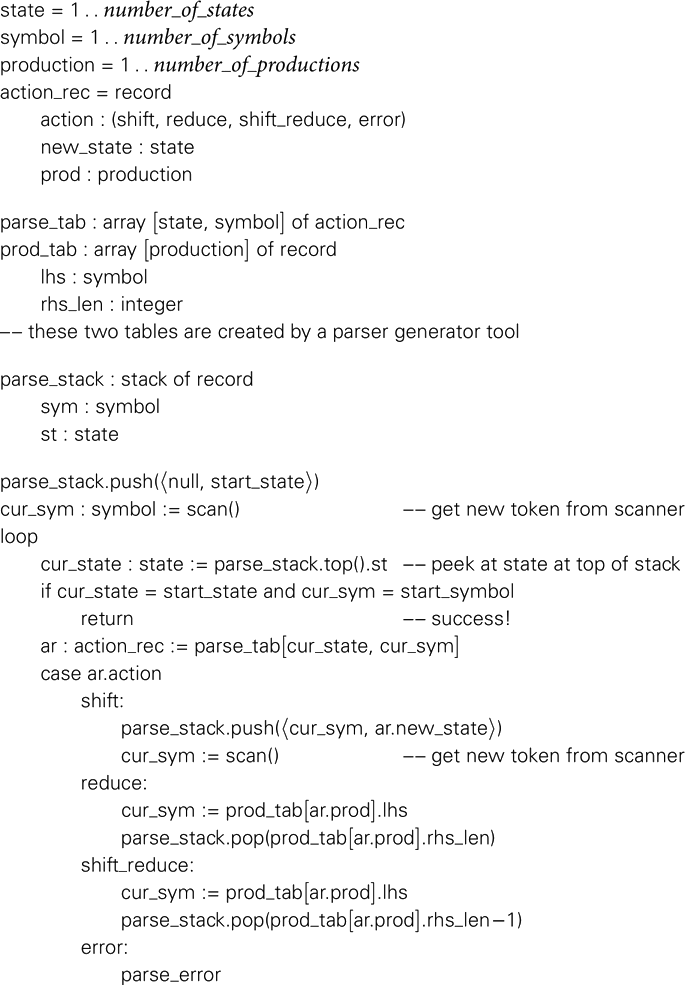 state = 1 . . number_of_states
symbol = 1 . . number_of_symbols
production = 1 . . number_of_productions
action_rec = record
action : (shift, reduce, shift_reduce, error)
new_state : state
prod : production
parse_tab : array [state, symbol] of action_rec
prod_tab : array [production] of record
lhs : symbol
rhs_len : integer
–– these two tables are created by a parser generator tool
parse_stack : stack of record
sym : symbol
st : state
parse_stack.push(⟨null, start_state⟩)
cur_sym : symbol := scan() –– get new token from scanner
loop
cur_state : state := parse_stack.top().st –– peek at state at top of stack
if cur_state = start_state and cur_sym = start_symbol
return –– success!
ar : action_rec := parse_tab[cur_state, cur_sym]
case ar.action
shift:
parse_stack.push(⟨cur_sym, ar.new_state⟩)
cur_sym := scan() –– get new token from scanner
reduce:
cur_sym := prod_tab[ar.prod].lhs
parse_stack.pop(prod_tab[ar.prod].rhs_len)
shift_reduce:
cur_sym := prod_tab[ar.prod].lhs
parse_stack.pop(prod_tab[ar.prod].rhs_len–1)
error:
parse_error